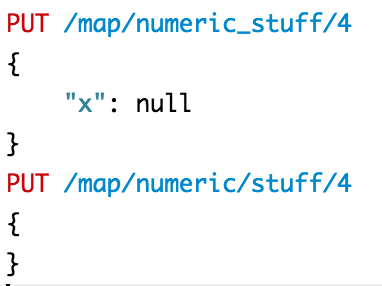 PUT /map/numeric_stuff/4
{
    "x": null
}
PUT /map/numeric/stuff/4
{
}